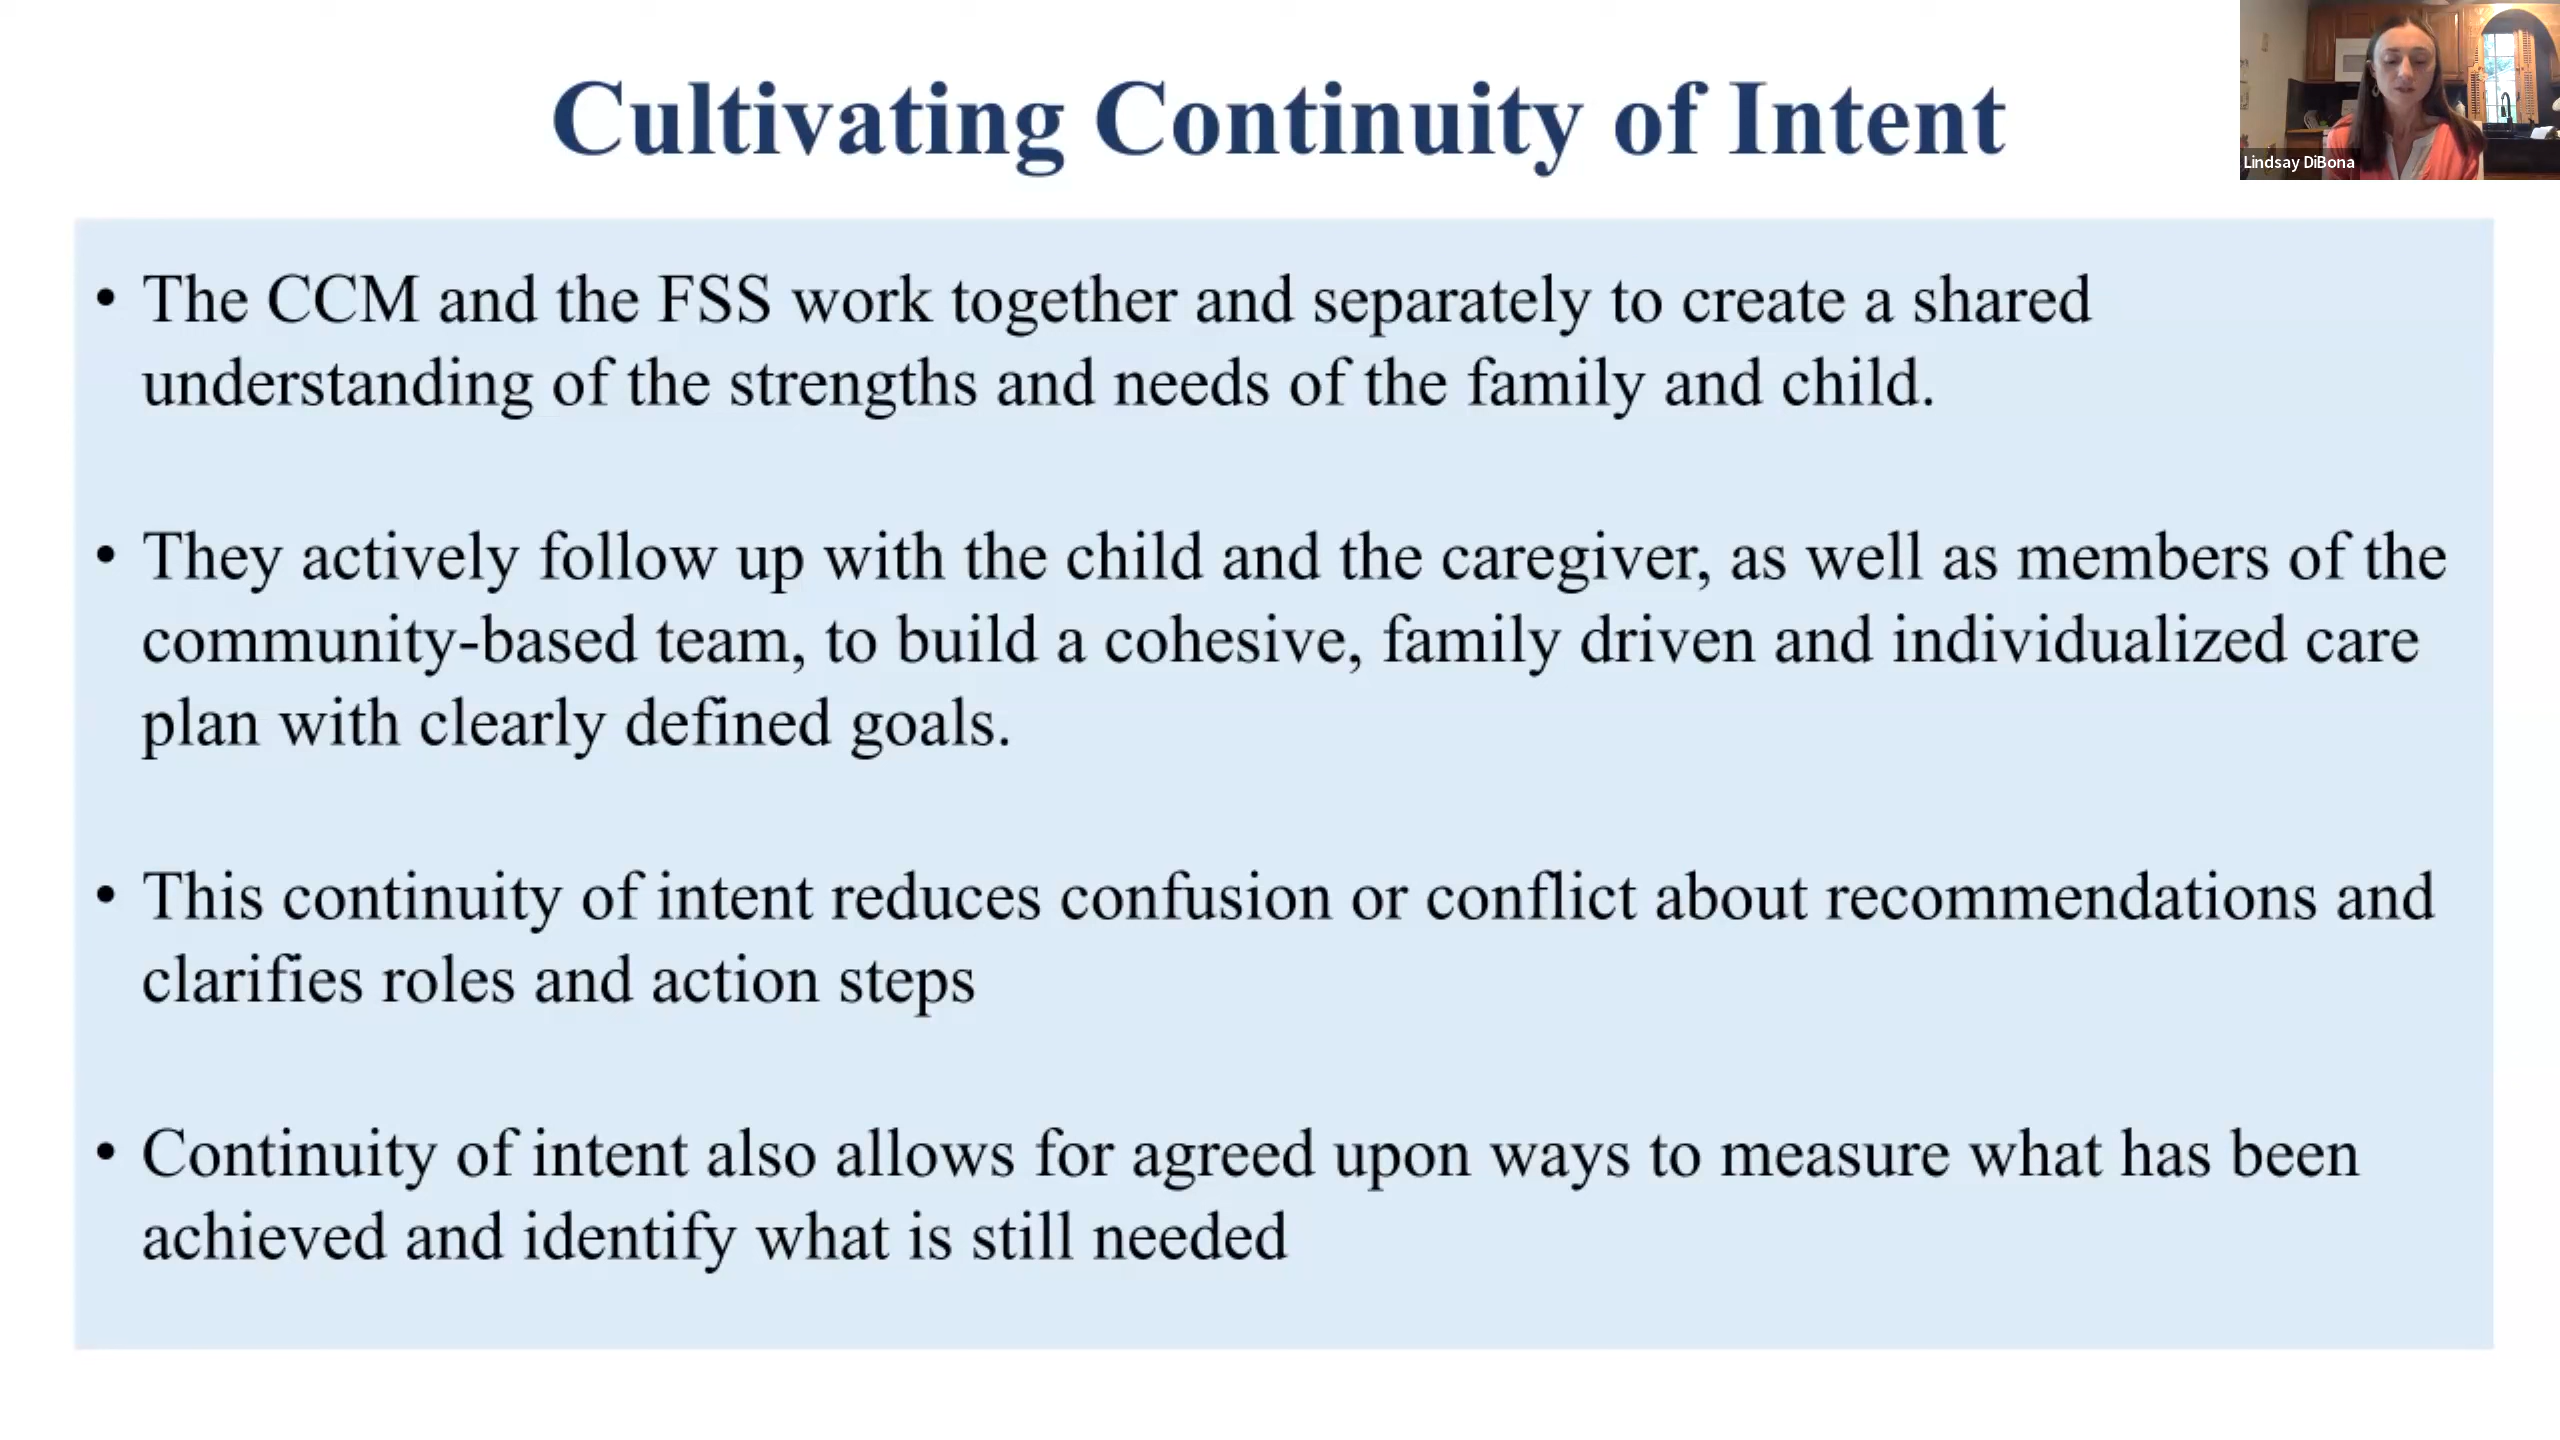 Cultivating Continuity of Intent
Lindsay DiBona
• The CCM and the FSS work together and separately to create a shared
understanding of the strengths and needs of the family and child.
• They actively follow up with the child and the caregiver, as well as members of the
community-based team, to build a cohesive, family driven and individualized care
plan with clearly defined goals.
• This continuity of intent reduces confusion or conflict about recommendations and
clarifies roles and action steps
• Continuity of intent also allows for agreed upon ways to measure what has been
achieved and identify what is still needed